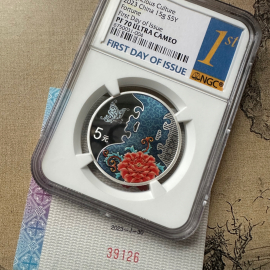 Culture
2023 China 15g S5Y
Fortune
First Day of Issue
PF 70 ULTRA CAMEO
FIRST DAY OF ISSUE
1st
NGC
5元
39126